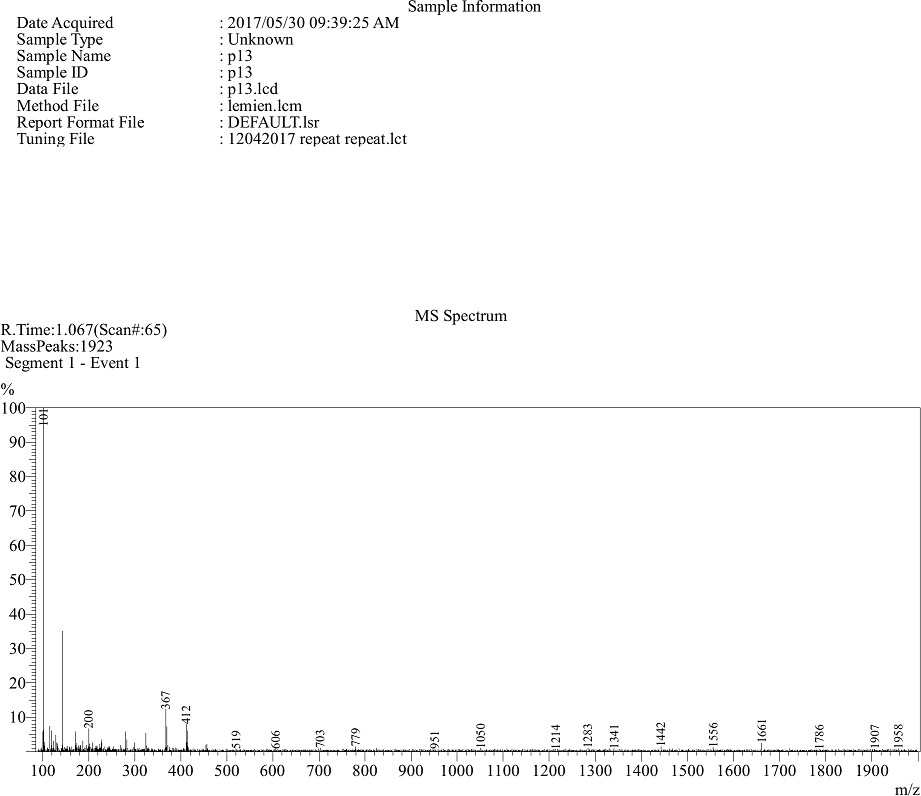 Sample Information
Date Acquired : 2017/05/30 09:39:25 AM
Sample Type : Unknown
Sample Name : p13
Sample ID : p13
Data File : p13.lcd
Method File : lemien.lcm
Report Format File : DEFAULT.lsr
Tuning File : 12042017 repeat repeat.lct
MS Spectrum
R.Time:1.067(Scan#:65)
MassPeaks:1923
Segment 1 - Event 1
%
100
90
80
70
60
50
40
30
20
10
101 200 367 412 519 606 703 779 951 1050 1214 1283 1341 1442 1556 1661 1786 1907 1958
100 200 300 400 500 600 700 800 900 1000 1100 1200 1300 1400 1500 1600 1700 1800 1900
m/z